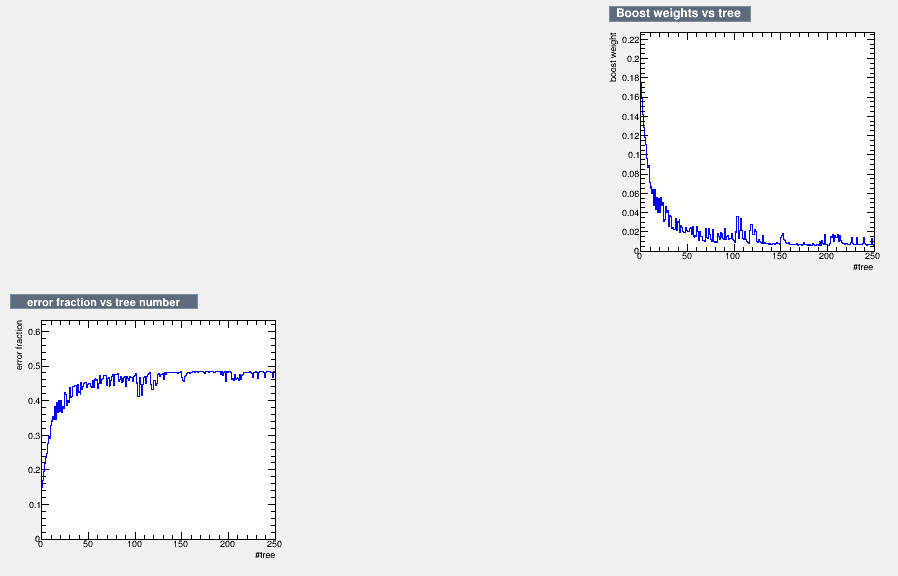 Boost weights vs tree
boost weight
0.22
0.2
0.18
0.16
0.14
0.12
0.1
0.08
0.06
0.04
0.02
0
0 50 100 150 200 250
#tree
error fraction vs tree number
error fraction
0.6
0.5
0.4
0.3
0.2
0.1
0
0 50 100 150 200 250
#tree